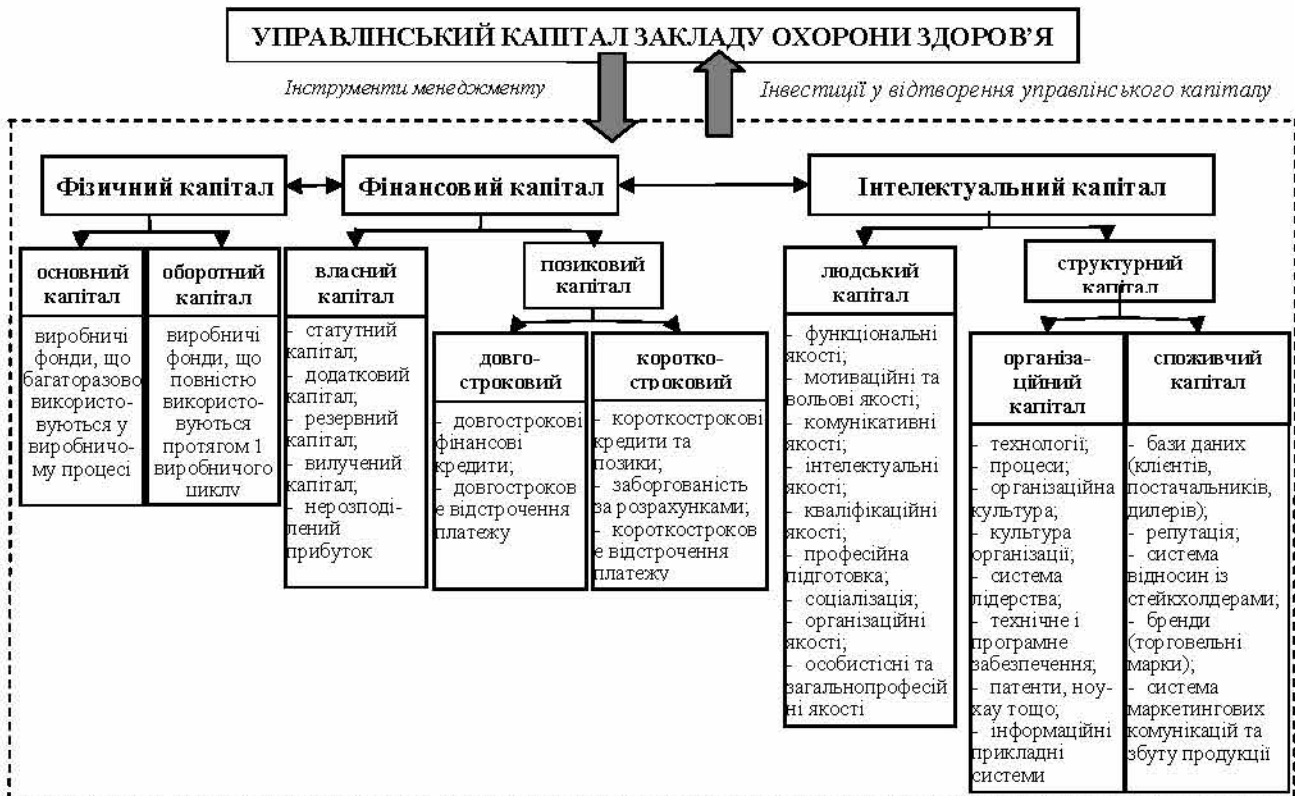 УПРАВЛІНСЬКИЙ КАПІТАЛ ЗАКЛАДУ ОХОРОНИ ЗДОРОВ’Я
Інструменти менеджменту
Інвестиції у відтворення управлінського капіталу
Фізичний капітал
Фінансовий капітал
Інтелектуальний капітал
основний
капітал
виробничі
фонди, що
багаторазово
використо-
вуються у
виробничо-
му процесі
оборотний
капітал
виробничі
фонди, що
повністю
використо-
вуються
протягом 1
виробничого
циклу
власний
капітал
- статутний
капітал;
- додатковий
капітал;
- резервний
капітал;
- вилучений
капітал;
- нерозподі-
лений
прибуток
позиковий
капітал
довго-
строковий
- довгострокові
фінансові
кредити;
- довгостроков
е відстрочення
платежу
коротко-
строковий
- короткострокові
кредити та
позики;
- заборгованість
за розрахунками;
- короткостроков
е відстрочення
платежу
людський
капітал
- функціональні
якості;
- мотиваційні та
вольові якості;
- комунікативні
якості;
- інтелектуальні
якості;
- кваліфікаційні
якості;
- професійна
підготовка;
- соціалізація;
- організаційні
якості;
- особистісні та
загальнопрофесій
ні якості
структурний
капітал
організа-
ційний
капітал
- технології;
- процеси;
- організаційна
культура;
- культура
організації;
- система
лідерства;
- технічне і
програмне
забезпечення;
- патенти, ноу-
хау тощо;
- інформаційні
прикладні
системи
споживчий
капітал
- бази даних
(клієнтів,
постачальників,
дилерів);
- репутація;
- система
відносин із
стейкхолдерами;
- бренди
(торговельні
марки);
- система
маркетингових
комунікацій та
збуту продукції